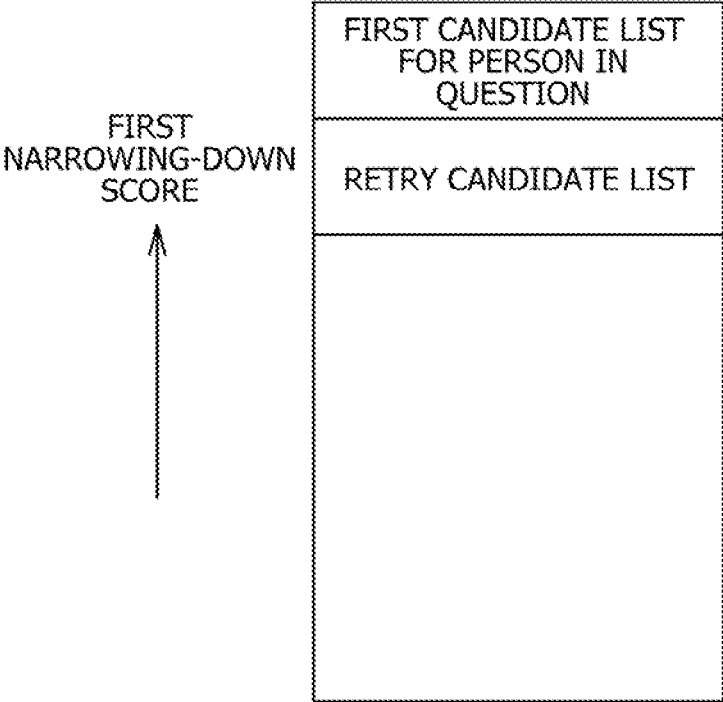 FIRST CANDIDATE LIST
FOR PERSON IN
QUESTION
FIRST
NARROWING-DOWN
SCORE
RETRY CANDIDATE LIST